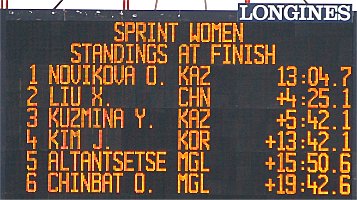 LONGINES
SPRINT WOMEN
STANDINGS AT FINISH
1 NOVIKOVA O. KAZ 13:04.7
2 LIU X. CHN +4:25.1
3 KUZMINA Y. KAZ +5:42.1
4 KIM J. KOR +13:42.1
5 ALTANTSETSE MGL +15:50.6
6 CHINBAT O. MGL +19:42.6